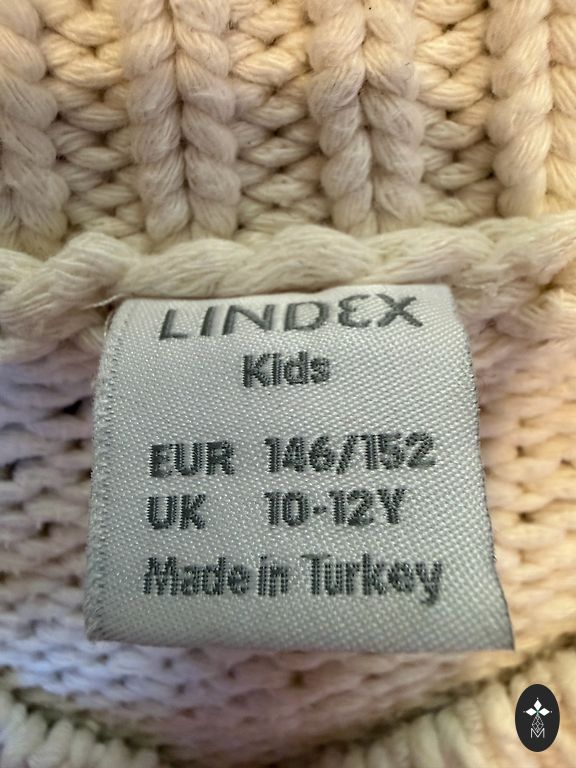 LINDEX
Kids
EUR 146/152
UK 10-12Y
Made in Turkey
M